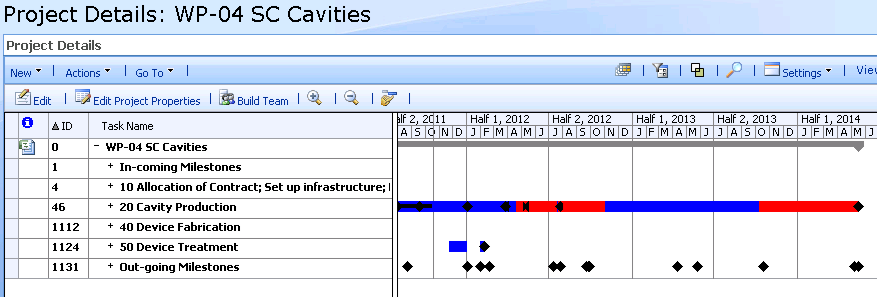 Project Details: WP-04 SC Cavities
Project Details
New Actions Go To Settings View
Edit Edit Project Properties Build Team
ID Task Name alf 2, 2011 Half 1, 2012 Half 2, 2012 Half 1, 2013 Half 2, 2013 Half 1, 2014
A S O N D J F M A M J J A S O N D J F M A M J J A S O N D J F M A M J
0 WP-04 SC Cavities
1 In-coming Milestones
4 10 Allocation of Contract; Set up infrastructure;
46 20 Cavity Production
1112 40 Device Fabrication
1124 50 Device Treatment
1131 Out-going Milestones